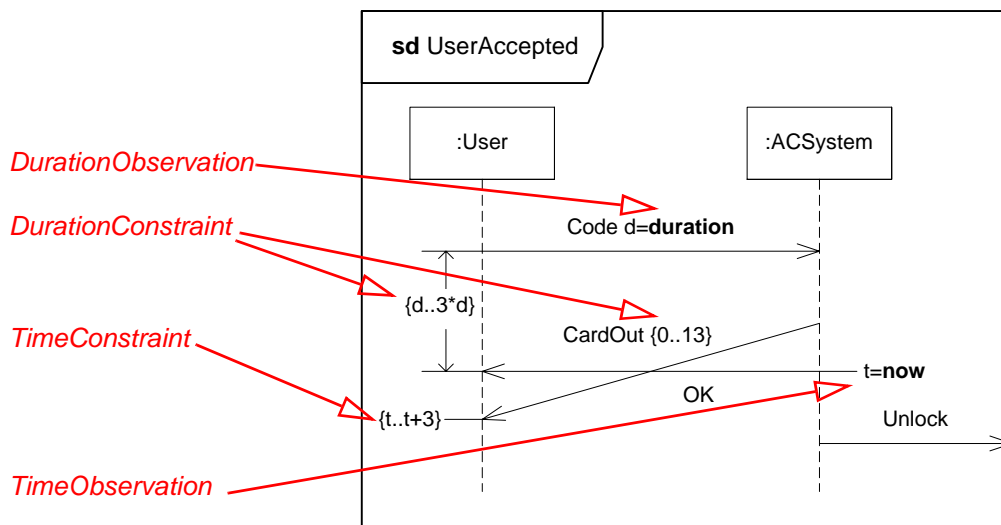 sd UserAccepted
:User
:ACSystem
DurationObservation
Code d=duration
DurationConstraint
{d..3*d}
CardOut {0..13}
TimeConstraint
t=now
OK
{t..t+3}
Unlock
TimeObservation